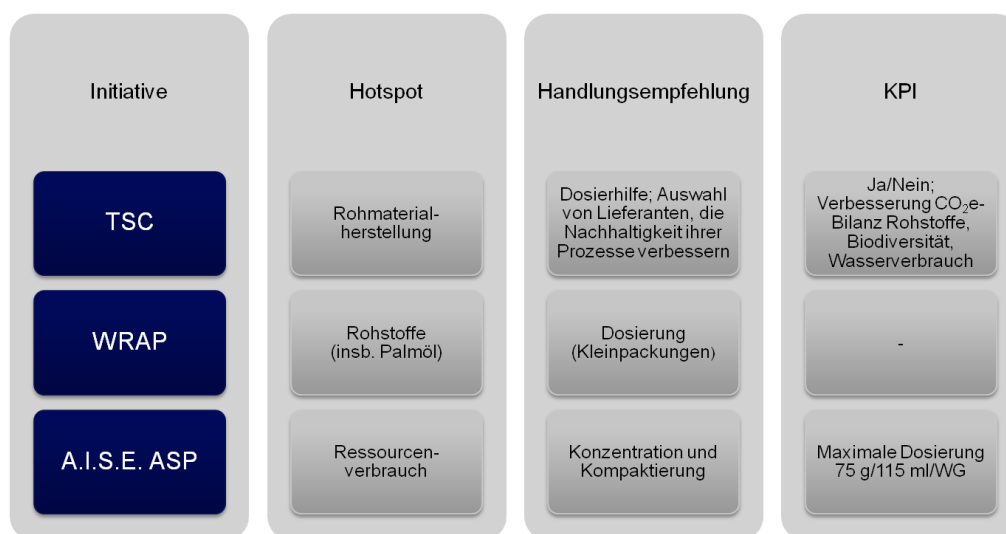 Initiative
Hotspot
Handlungsempfehlung
KPI
TSC
Rohmaterial-
herstellung
Dosierhilfe; Auswahl
von Lieferanten, die
Nachhaltigkeit ihrer
Prozesse verbessern
Ja/Nein;
Verbesserung CO₂e-
Bilanz Rohstoffe,
Biodiversität,
Wasserverbrauch
WRAP
Rohstoffe
(insb. Palmöl)
Dosierung
(Kleinpackungen)
-
A.I.S.E. ASP
Ressourcen-
verbrauch
Konzentration und
Kompaktierung
Maximale Dosierung
75 g/115 ml/WG